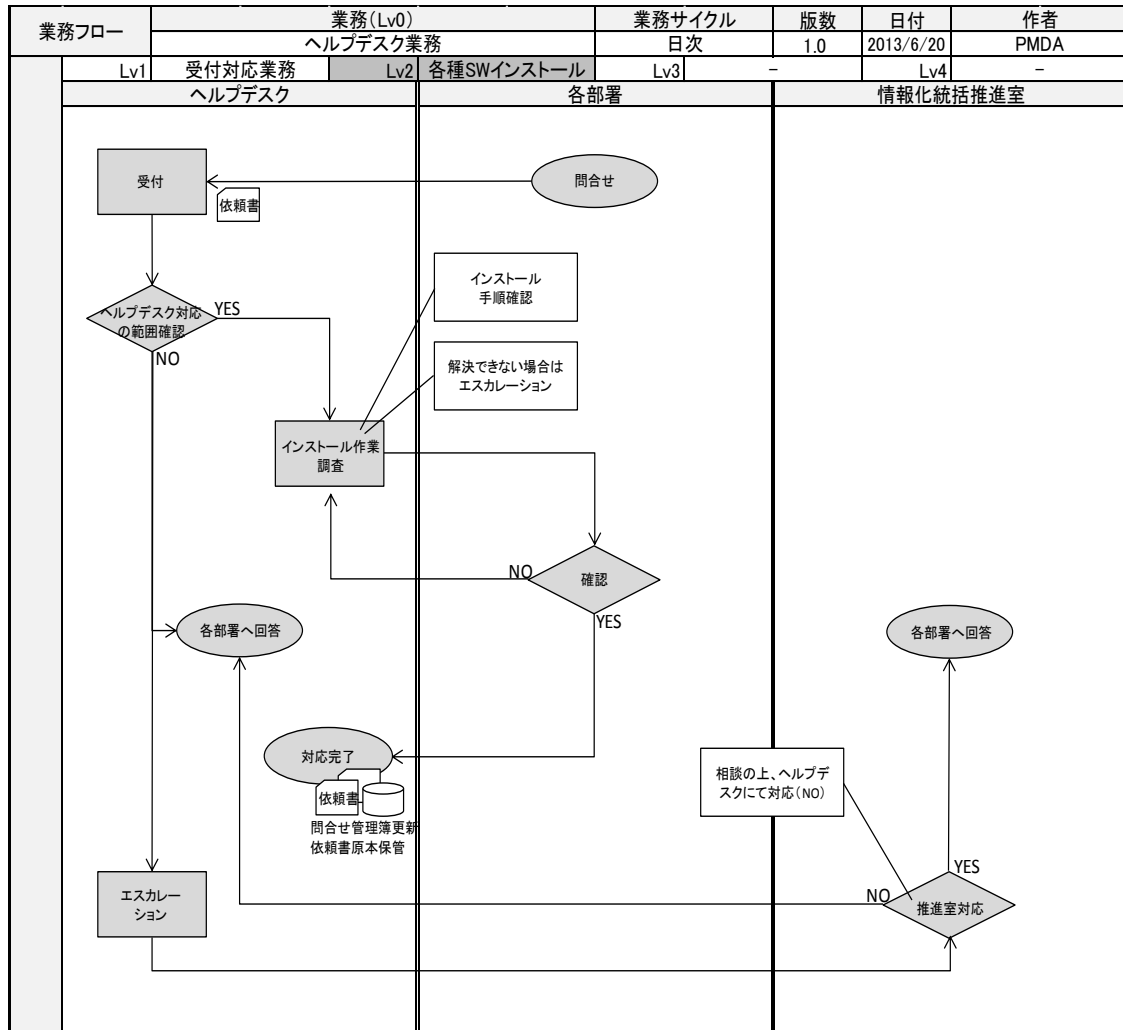 業務フロー
業務(Lv0)
業務サイクル
版数
日付
作者
ヘルプデスク業務
日次
1.0
2013/6/20
PMDA
Lv1
受付対応業務
Lv2
各種SWインストール
Lv3
-
Lv4
-
ヘルプデスク
各部署
情報化統括推進室
受付
問合せ
依頼書
インストール
手順確認
ヘルプデスク対応
の範囲確認
YES
NO
解決できない場合は
エスカレーション
インストール作業
調査
NO
確認
YES
各部署へ回答
各部署へ回答
対応完了
相談の上、ヘルプデ
スクにて対応(NO)
依頼書
問合せ管理簿更新
依頼書原本保管
YES
エスカレー
ション
NO
推進室対応